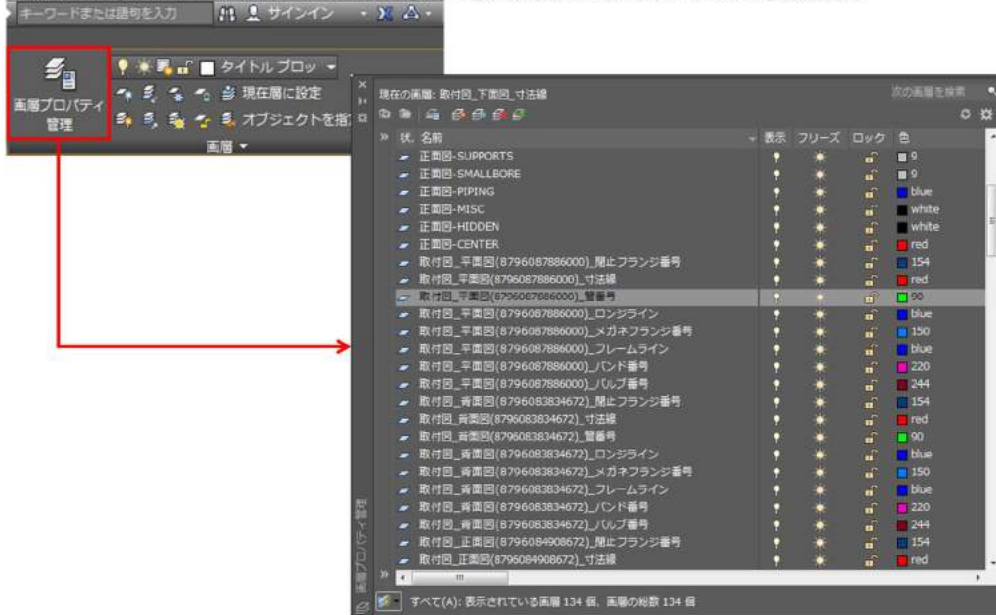 キーワードまたは語句を入力 サインイン
タイトル ブロッ
画層プロパティ
管理
現在層に設定
オブジェクトを指
画層
現在の画層: 取付図_下面図_寸法線 次の画層を検索
状. 名前 表示 フリーズ ロック 色
正面図-SUPPORTS 9
正面図-SMALLBORE 9
正面図-PIPING blue
正面図-MISC white
正面図-HIDDEN white
正面図-CENTER red
取付図_平面図(8796087886000)_閉止フランジ番号 154
取付図_平面図(8796087886000)_寸法線 red
取付図_平面図(8796087886000)_管番号 90
取付図_平面図(8796087886000)_ロンジライン blue
取付図_平面図(8796087886000)_メガネフランジ番号 150
取付図_平面図(8796087886000)_フレームライン blue
取付図_平面図(8796087886000)_バンド番号 220
取付図_平面図(8796087886000)_バルブ番号 244
取付図_背面図(8796083834672)_閉止フランジ番号 154
取付図_背面図(8796083834672)_寸法線 red
取付図_背面図(8796083834672)_管番号 90
取付図_背面図(8796083834672)_ロンジライン blue
取付図_背面図(8796083834672)_メガネフランジ番号 150
取付図_背面図(8796083834672)_フレームライン blue
取付図_背面図(8796083834672)_バンド番号 220
取付図_背面図(8796083834672)_バルブ番号 244
取付図_正面図(8796084908672)_閉止フランジ番号 154
取付図_正面図(8796084908672)_寸法線 red
画層プロパティ管理
すべて(A): 表示されている画層 134 個、画層の総数 134 個